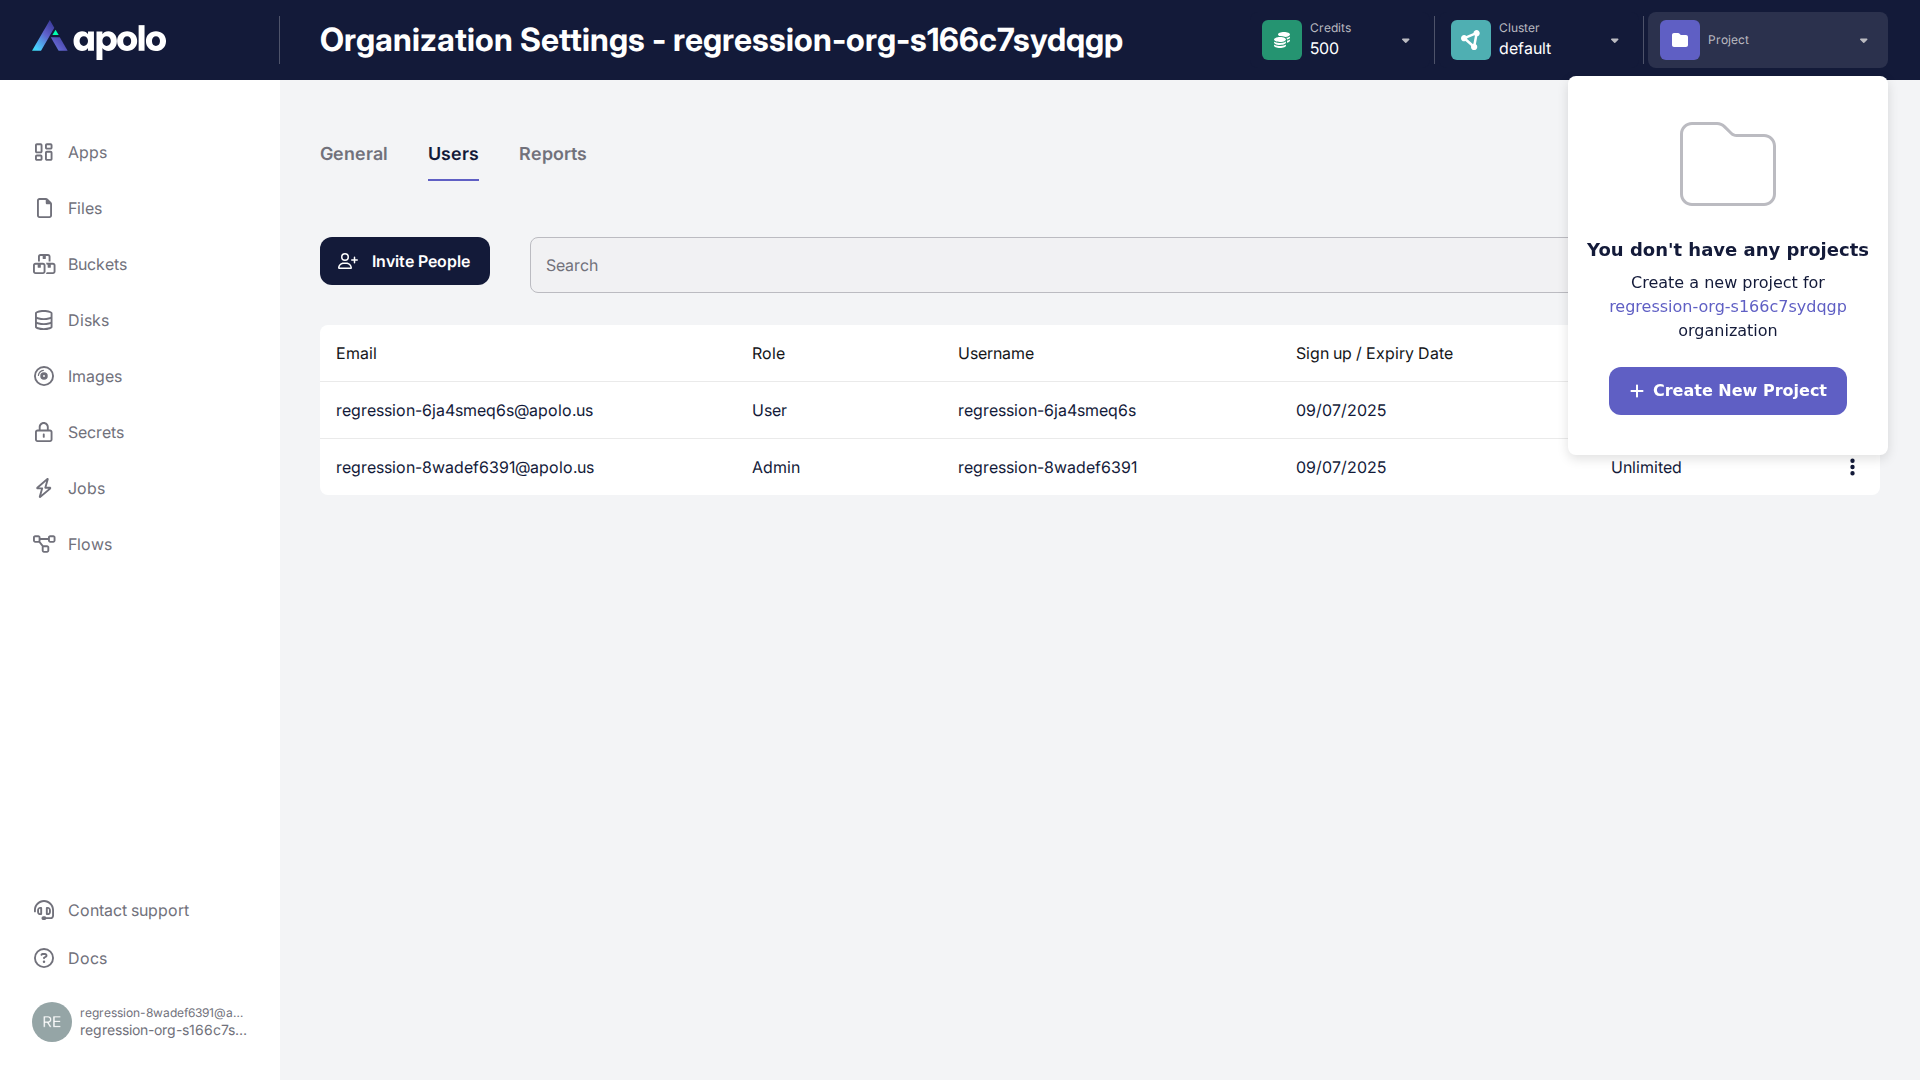 apolo
Organization Settings - regression-org-s166c7sydqgp
Credits
500
Cluster
default
Project
Apps
Files
Buckets
Disks
Images
Secrets
Jobs
Flows
General
Users
Reports
Invite People
Search
Email
Role
Username
Sign up / Expiry Date
regression-6ja4smeq6s@apolo.us
User
regression-6ja4smeq6s
09/07/2025
regression-8wadef6391@apolo.us
Admin
regression-8wadef6391
09/07/2025
Unlimited
You don't have any projects
Create a new project for
regression-org-s166c7sydqgp
organization
Create New Project
Contact support
Docs
RE
regression-8wadef6391@a...
regression-org-s166c7s...